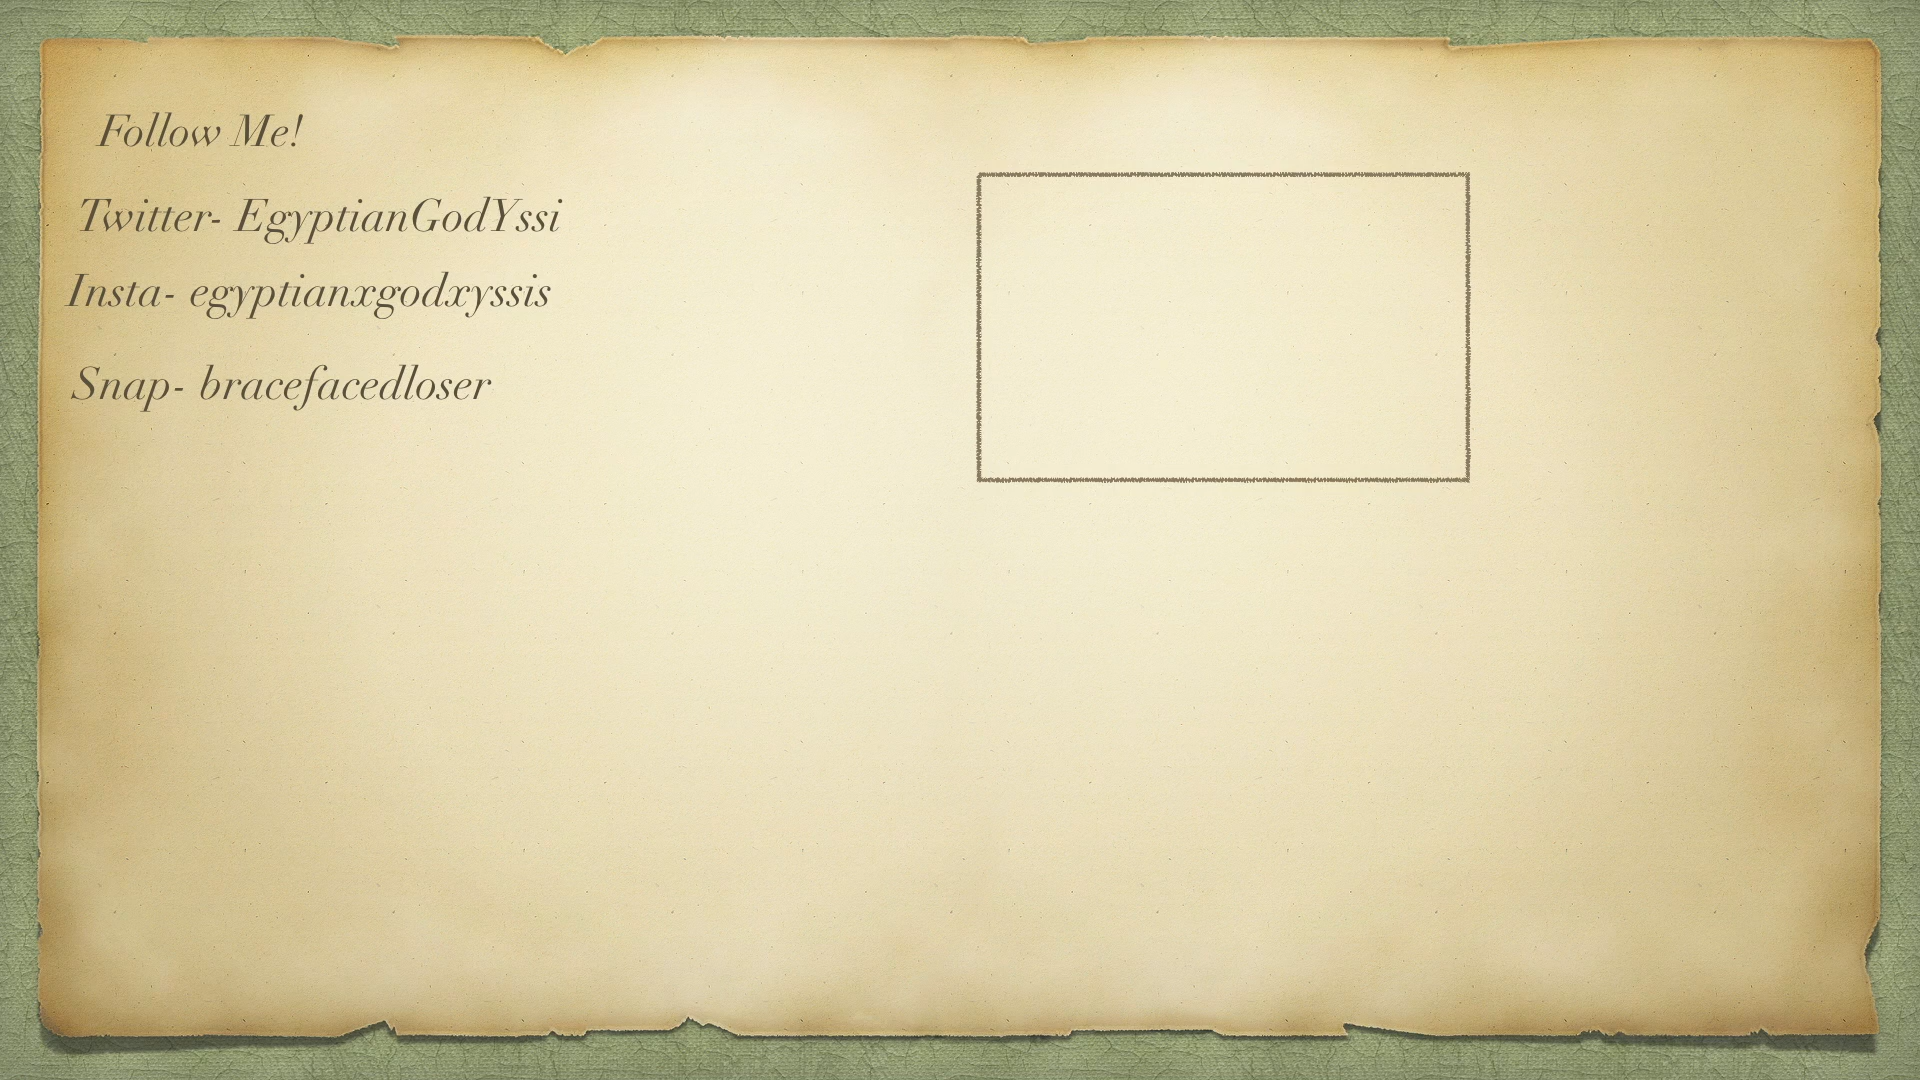 Follow Me!
Twitter- EgyptianGodYssi
Insta- egyptianxgodxyssis
Snap- bracefacedloser